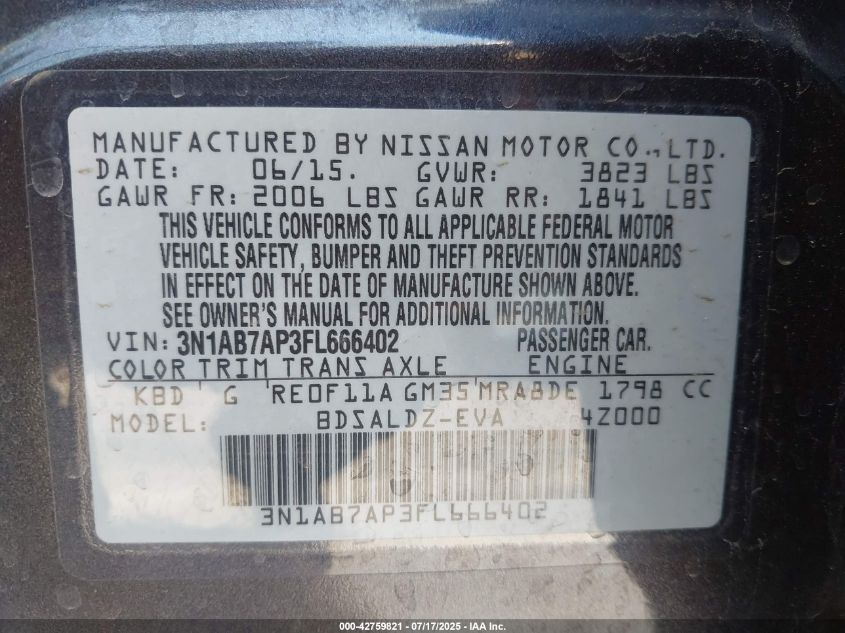 MANUFACTURED BY NISSAN MOTOR CO., LTD.
DATE: 06/15. GVWR: 3823 LBS
GAWR FR: 2006 LBS GAWR RR: 1841 LBS
THIS VEHICLE CONFORMS TO ALL APPLICABLE FEDERAL MOTOR
VEHICLE SAFETY, BUMPER AND THEFT PREVENTION STANDARDS
IN EFFECT ON THE DATE OF MANUFACTURE SHOWN ABOVE.
SEE OWNER'S MANUAL FOR ADDITIONAL INFORMATION.
VIN: 3N1AB7AP3FL666402 PASSENGER CAR.
COLOR TRIM TRANS AXLE ENGINE
KBD G RE0F11A GM35 MRA8DE 1798 CC
MODEL: BDSALDZ-EVA 4Z000
3N1AB7AP3FL666402
000-42759821 / 07/17/2025 - IAA Inc.